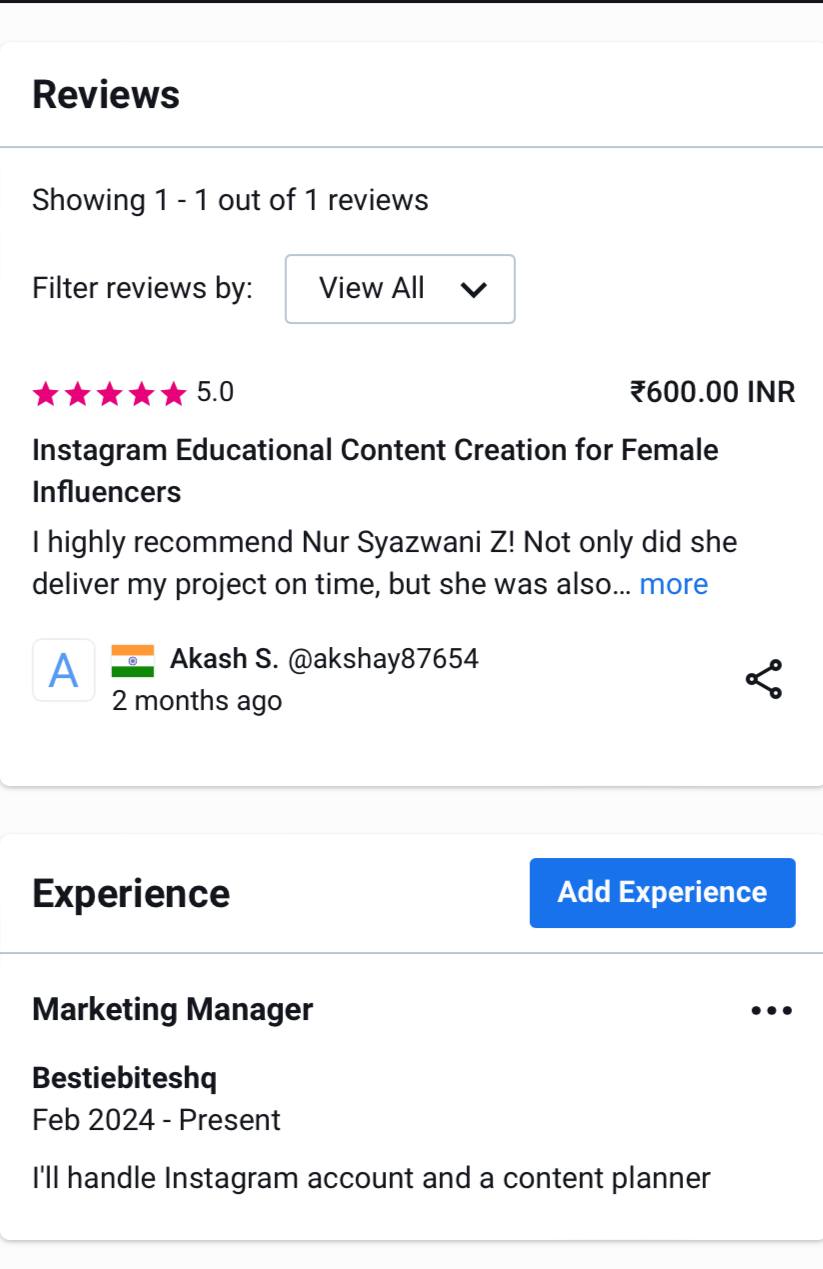 Reviews
Showing 1 - 1 out of 1 reviews
Filter reviews by:
View All
5.0
₹600.00 INR
Instagram Educational Content Creation for Female
Influencers
I highly recommend Nur Syazwani Z! Not only did she
deliver my project on time, but she was also... more
A
Akash S. @akshay87654
2 months ago
Experience
Add Experience
Marketing Manager
Bestiebiteshq
Feb 2024 - Present
I'll handle Instagram account and a content planner